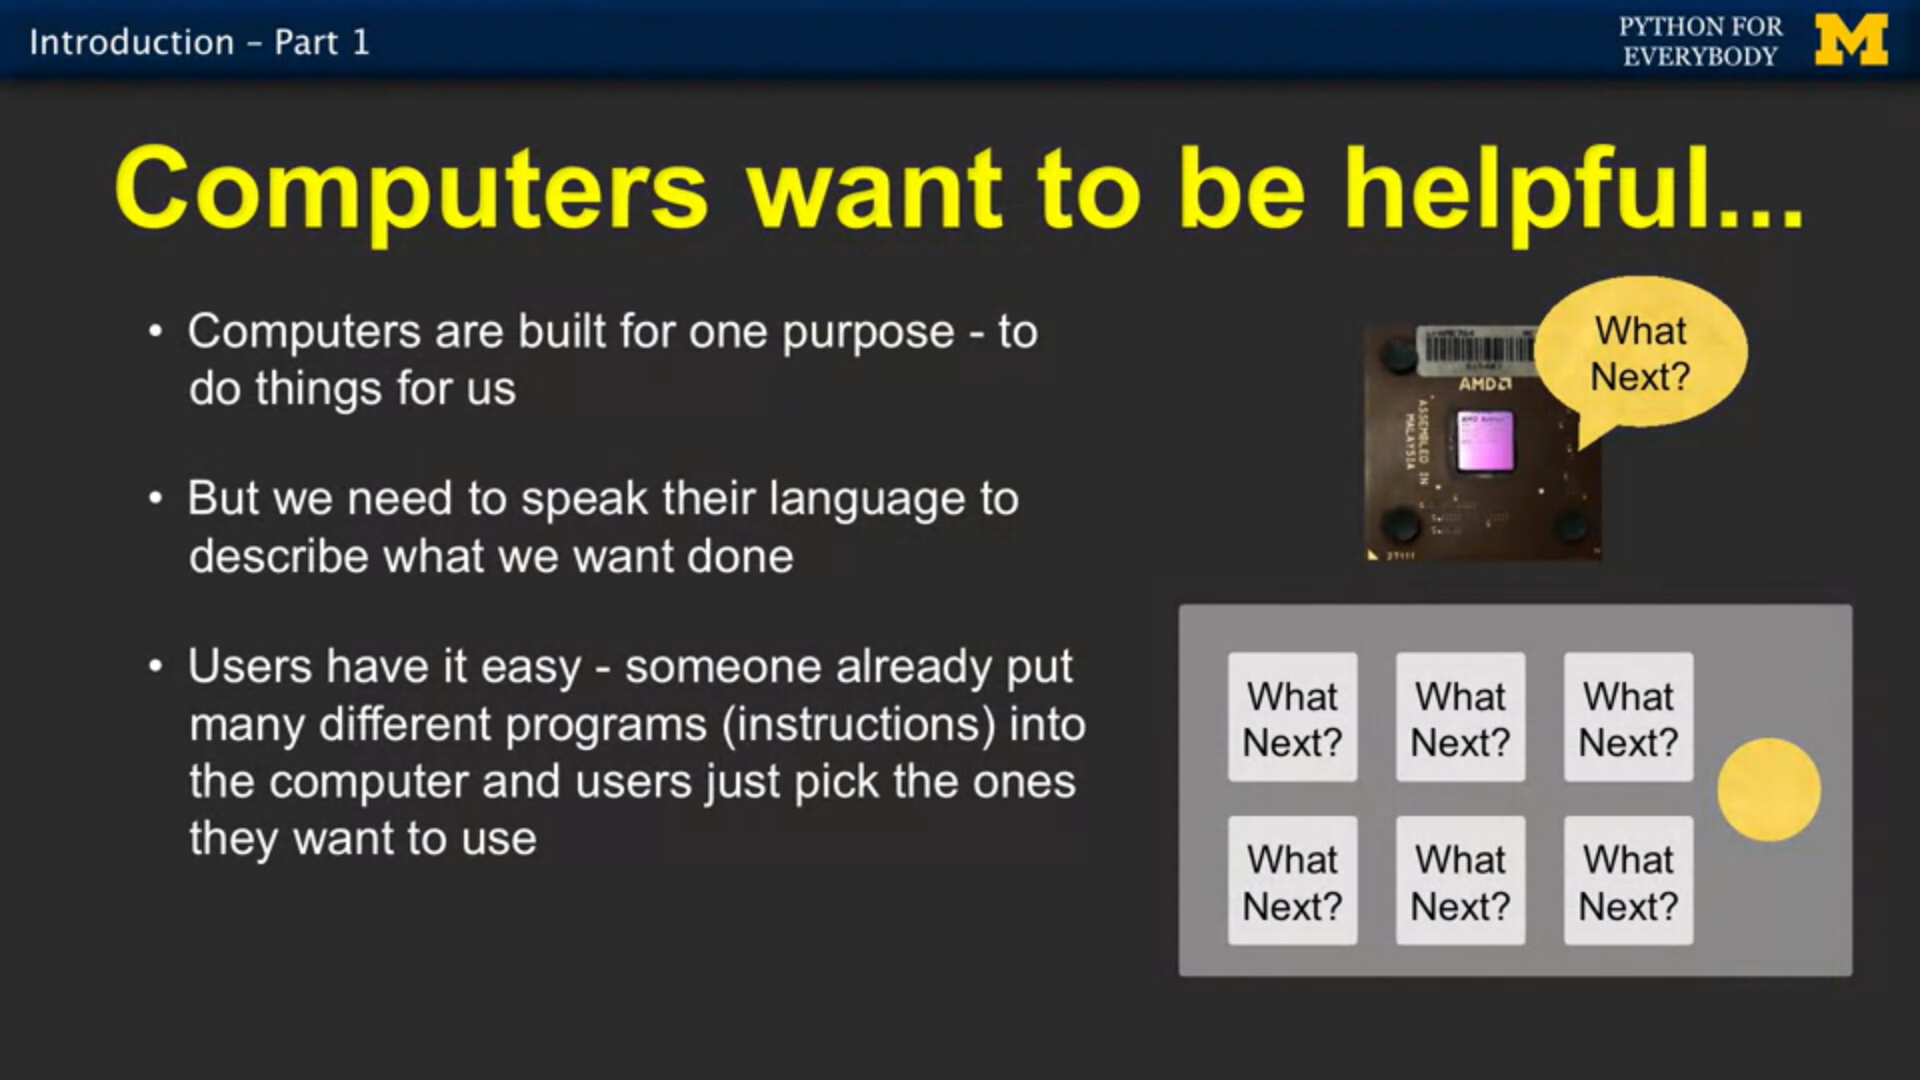 Introduction – Part 1
PYTHON FOR
EVERYBODY
M
Computers want to be helpful...
• Computers are built for one purpose - to
do things for us
• But we need to speak their language to
describe what we want done
• Users have it easy - someone already put
many different programs (instructions) into
the computer and users just pick the ones
they want to use
What
Next?
AMD
ASSEMBLED IN
MALAYSIA
27111
What
Next?
What
Next?
What
Next?
What
Next?
What
Next?
What
Next?